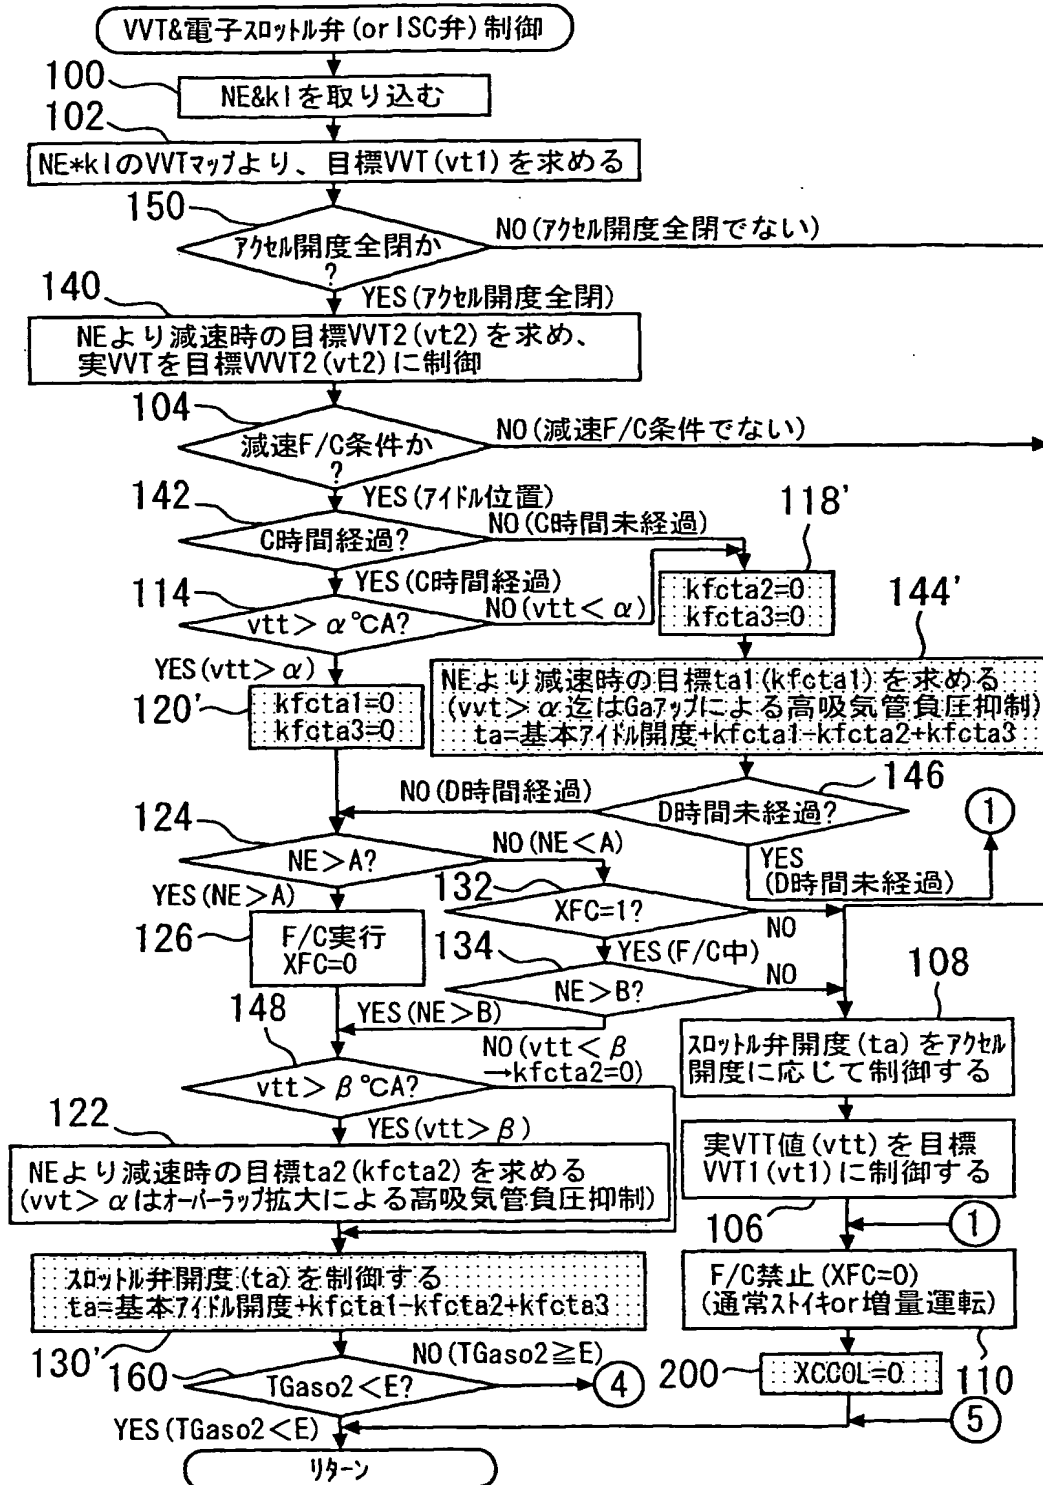 VVT&電子スロットル弁(orISC弁)制御
100
NE&klを取り込む
102
NE*klのVVTマップより、目標VVT(vt1)を求める
150
アクセル開度全閉か
?
NO(アクセル開度全閉でない)
YES(アクセル開度全閉)
140
NEより減速時の目標VVT2(vt2)を求め、
実VVTを目標VVVT2(vt2)に制御
104
減速F/C条件か
?
NO(減速F/C条件でない)
YES(アイドル位置)
142
C時間経過?
NO(C時間未経過)
118'
YES(C時間経過)
kfcta2=0
kfcta3=0
114
vtt>α℃A?
NO(vtt<α)
144'
YES(vtt>α)
120'
kfcta1=0
kfcta3=0
NEより減速時の目標ta1(kfcta1)を求める
(vvt>α迄はGaアップによる高吸気管負圧抑制)
ta=基本アイドル開度+kfcta1-kfcta2+kfcta3
NO(D時間経過)
D時間未経過?
146
1
YES
(D時間未経過)
124
NE>A?
NO(NE<A)
YES(NE>A)
132
XFC=1?
NO
126
F/C実行
XFC=0
YES(F/C中)
134
NE>B?
NO
YES(NE>B)
108
スロットル弁開度(ta)をアクセル
開度に応じて制御する
148
vtt>β℃A?
NO(vtt<β
→kfcta2=0)
YES(vtt>β)
実VTT値(vtt)を目標
VVT1(vt1)に制御する
106
1
122
NEより減速時の目標ta2(kfcta2)を求める
(vvt>αはオーバーラップ拡大による高吸気管負圧抑制)
F/C禁止(XFC=0)
(通常ストイキor増量運転)
110
スロットル弁開度(ta)を制御する
ta=基本アイドル開度+kfcta1-kfcta2+kfcta3
130'
160
TGaso2<E?
NO(TGaso2≧E)
4
200
XCCOL=0
5
YES(TGaso2<E)
リターン